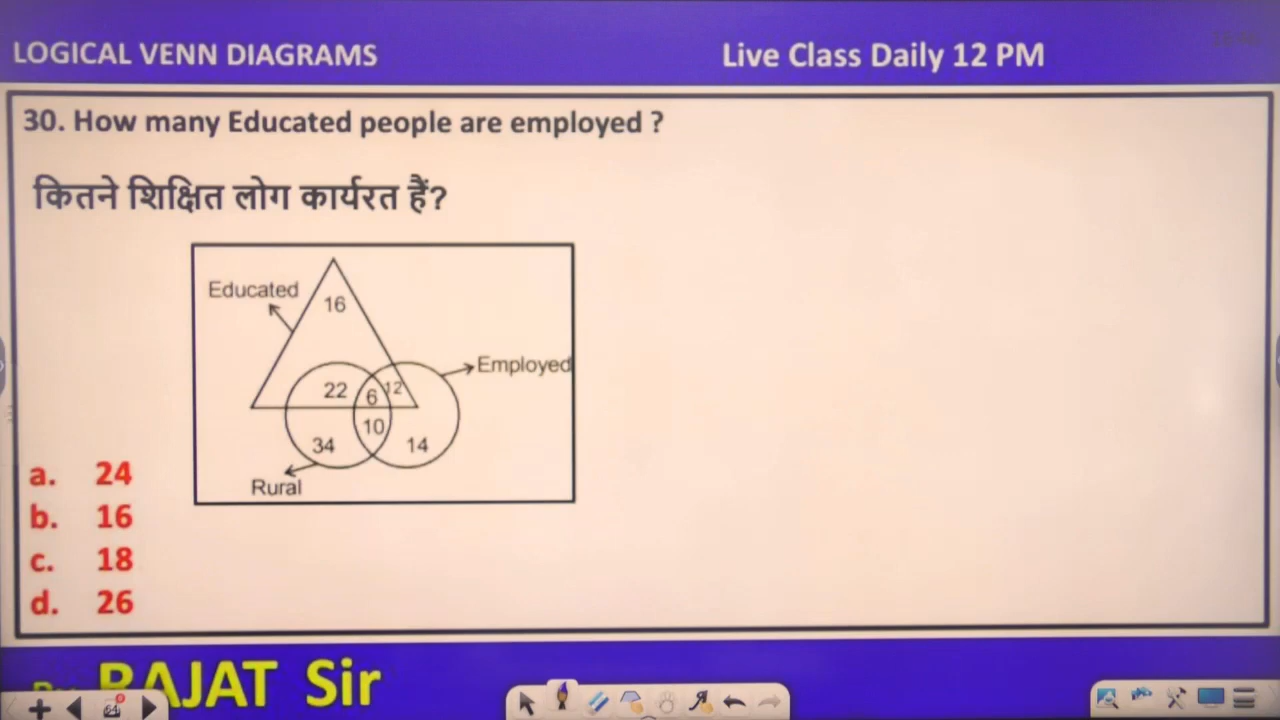 LOGICAL VENN DIAGRAMS Live Class Daily 12 PM
30. How many Educated people are employed ?
कितने शिक्षित लोग कार्यरत हैं?
Educated
16
Employed
22 6 12
10
34 14
Rural
a. 24
b. 16
c. 18
d. 26
RAJAT Sir